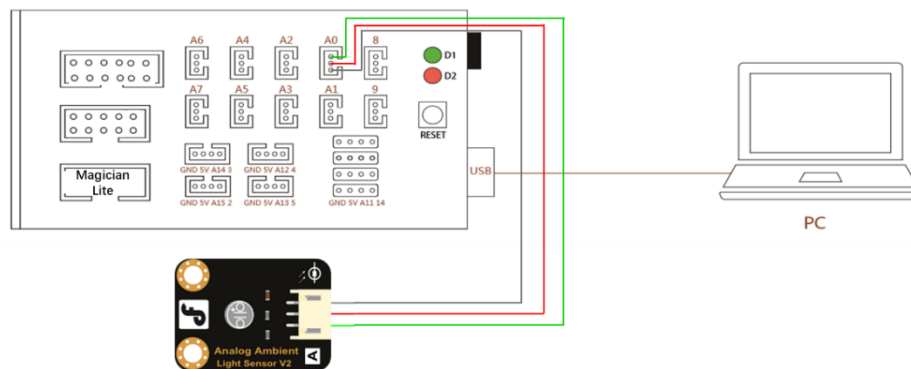 A6 A4 A2 A0 8
D1
D2
A7 A5 A3 A1 9
RESET
Magician
Lite
GND 5V A14 3 GND 5V A12 4
USB
GND 5V A15 2 GND 5V A13 5 GND 5V A11 14
PC
Analog Ambient
Light Sensor V2
A